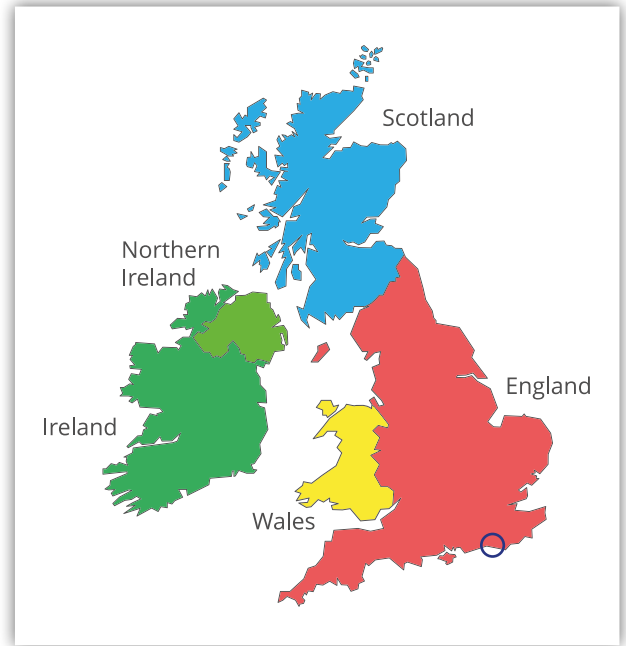 Scotland
Northern
Ireland
England
Ireland
Wales